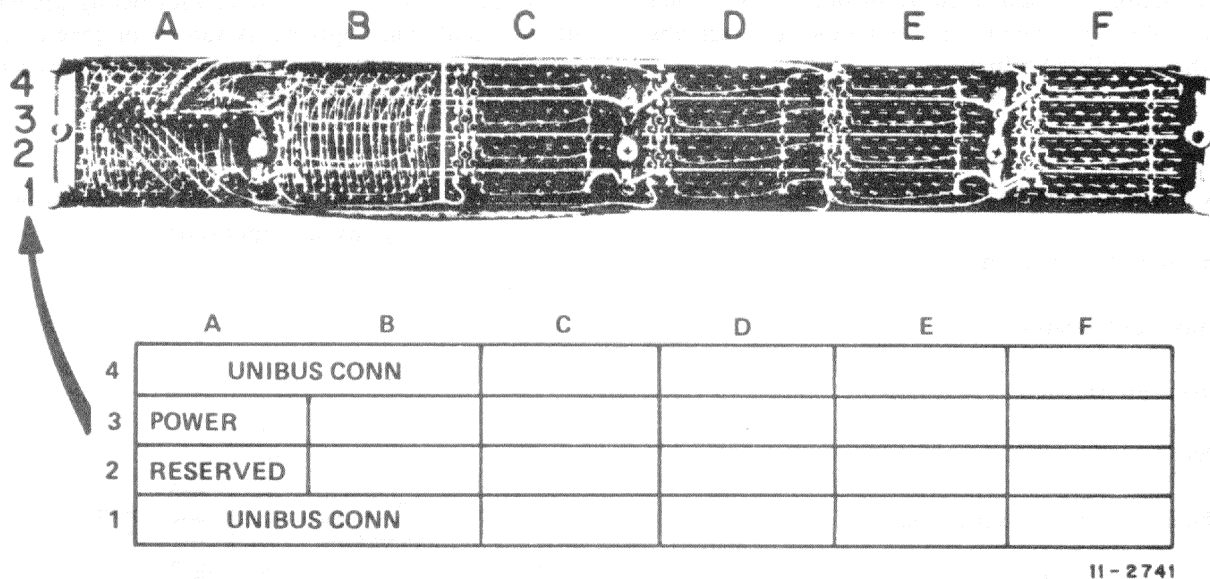 A B C D E F
4
3
2
1
A B C D E F
4 UNIBUS CONN
3 POWER
2 RESERVED
1 UNIBUS CONN
11-2741